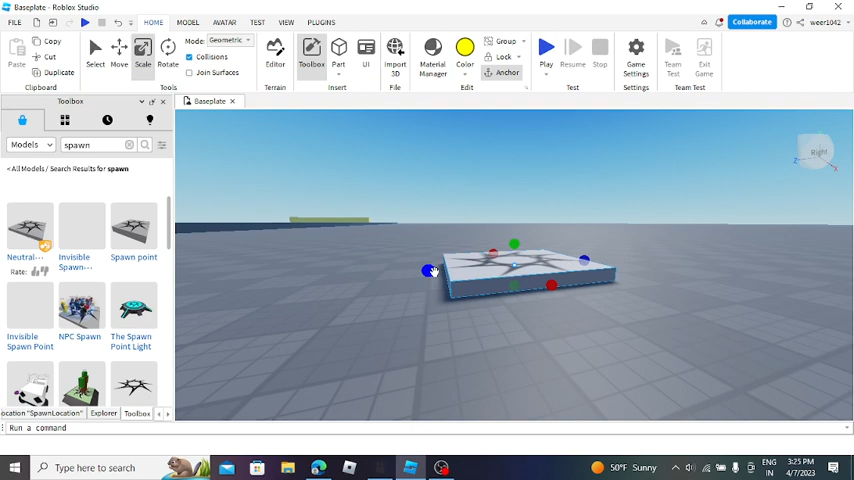 Baseplate - Roblox Studio
FILE HOME MODEL AVATAR TEST VIEW PLUGINS Collaborate weer1042
Paste Copy Cut Duplicate Clipboard
Select Move Scale Rotate Mode: Geometric Collisions Join Surfaces Tools
Editor Terrain
Toolbox Part UI Insert
Import 3D File
Material Manager Color Group Lock Anchor Edit
Play Resume Stop Test
Game Settings Settings
Team Test Exit Game Team Test
Toolbox
Baseplate
Models spawn
< All Models / Search Results for spawn
Neutral... Invisible Spawn... Spawn point
Rate:
Invisible Spawn Point NPC Spawn The Spawn Point Light
ocation "SpawnLocation" Explorer Toolbox
Right
Z X
Run a command
Type here to search
50°F Sunny
ENG IN
3:25 PM 4/7/2023